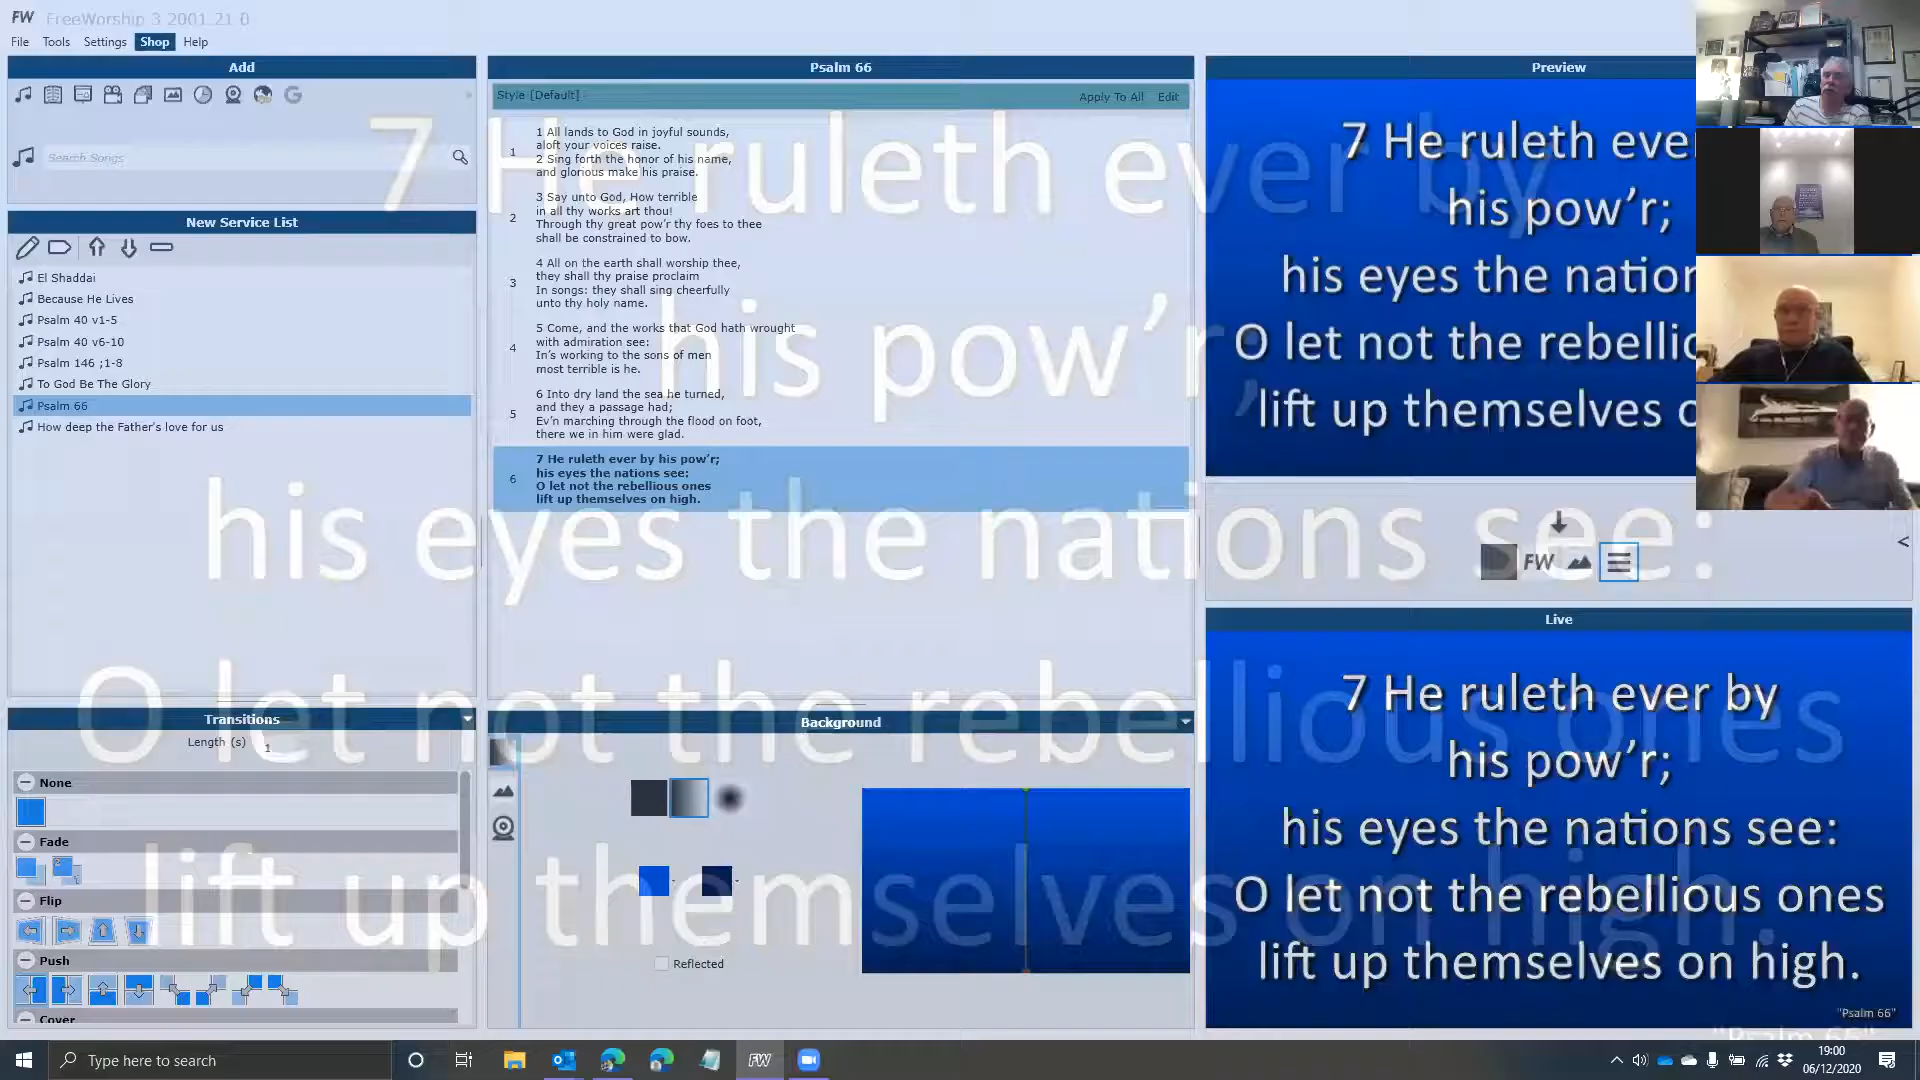 FW FreeWorship 3 2001.21.0
File Tools Settings Shop Help
Add
Search Songs
New Service List
El Shaddai
Because He Lives
Psalm 40 v1-5
Psalm 40 v6-10
Psalm 146 ;1-8
To God Be The Glory
Psalm 66
How deep the Father's love for us
Transitions
Length (s) 1
None
Fade
Flip
Push
Cover
Psalm 66
Style [Default]
Apply To All Edit
1 1 All lands to God in joyful sounds,
aloft your voices raise.
2 Sing forth the honor of his name,
and glorious make his praise.
2 3 Say unto God, How terrible
in all thy works art thou!
Through thy great pow'r thy foes to thee
shall be constrained to bow.
3 4 All on the earth shall worship thee,
they shall thy praise proclaim
In songs: they shall sing cheerfully
unto thy holy name.
4 5 Come, and the works that God hath wrought
with admiration see:
In's working to the sons of men
most terrible is he.
5 6 Into dry land the sea he turned,
and they a passage had;
Ev'n marching through the flood on foot,
there we in him were glad.
6 7 He ruleth ever by his pow'r;
his eyes the nations see:
O let not the rebellious ones
lift up themselves on high.
Background
Reflected
7 He ruleth ever by
his pow’r;
his eyes the nations see:
O let not the rebellious ones
lift up themselves on high.
"Psalm 66"
Preview
7 He ruleth eve
his pow’r;
his eyes the nation
O let not the rebellio
lift up themselves o
FW
<
Live
7 He ruleth ever by
his pow’r;
his eyes the nations see:
O let not the rebellious ones
lift up themselves on high.
"Psalm 66"
Type here to search
FW
19:00
06/12/2020